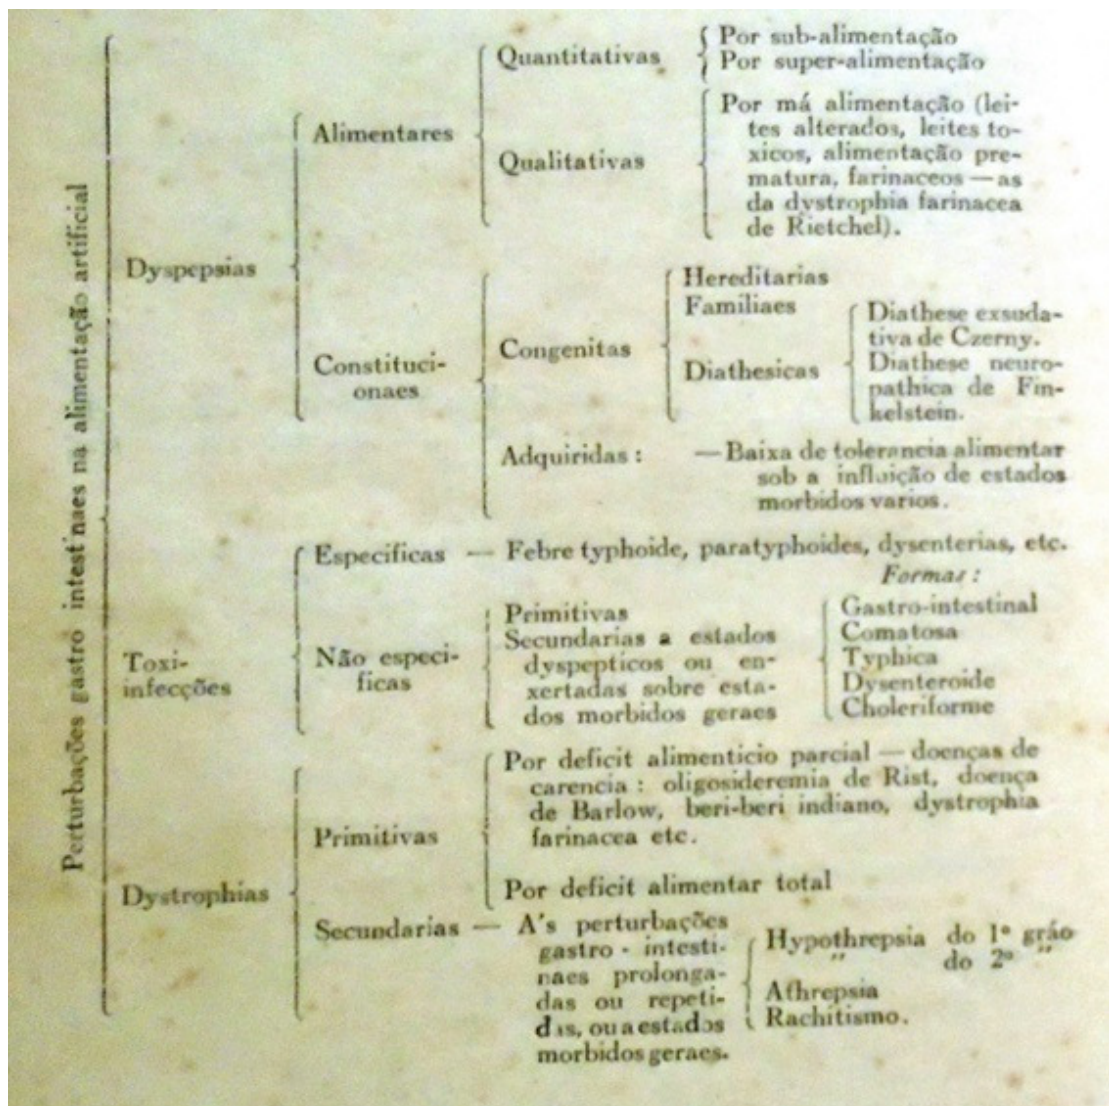 Perturbações gastro intest'naes na alimentação artificial
Dyspepsias
Alimentares
Quantitativas
Por sub-alimentação
Por super-alimentação
Qualitativas
Por má alimentação (lei-
tes alterados, leites to-
xicos, alimentação pre-
matura, farinaceos — as
da dystrophia farinacea
de Rietchel).
Constituci-
onaes
Congenitas
Hereditarias
Familiaes
Diathesicas
Diathese exsuda-
tiva de Czerny.
Diathese neuro-
pathica de Fin-
kelstein.
Adquiridas :
— Baixa de tolerancia alimentar
sob a influição de estados
morbidos varios.
Toxi-
infecções
Especificas — Febre typhoide, paratyphoides, dysenterias, etc.
Não especi-
ficas
Primitivas
Secundarias a estados
dyspepticos ou en-
xertadas sobre esta-
dos morbidos geraes
Formas :
Gastro-intestinal
Comatosa
Typhica
Dysenteroide
Choleriforme
Dystrophias
Primitivas
Por deficit alimenticio parcial — doenças de
carencia : oligosideremia de Rist, doença
de Barlow, beri-beri indiano, dystrophia
farinacea etc.
Por deficit alimentar total
Secundarias — A's perturbações
gastro - intesti-
naes prolonga-
das ou repeti-
das, ou a estados
morbidos geraes.
Hypothrepsia do 1º gráo
„ do 2º „
Athrepsia
Rachitismo.